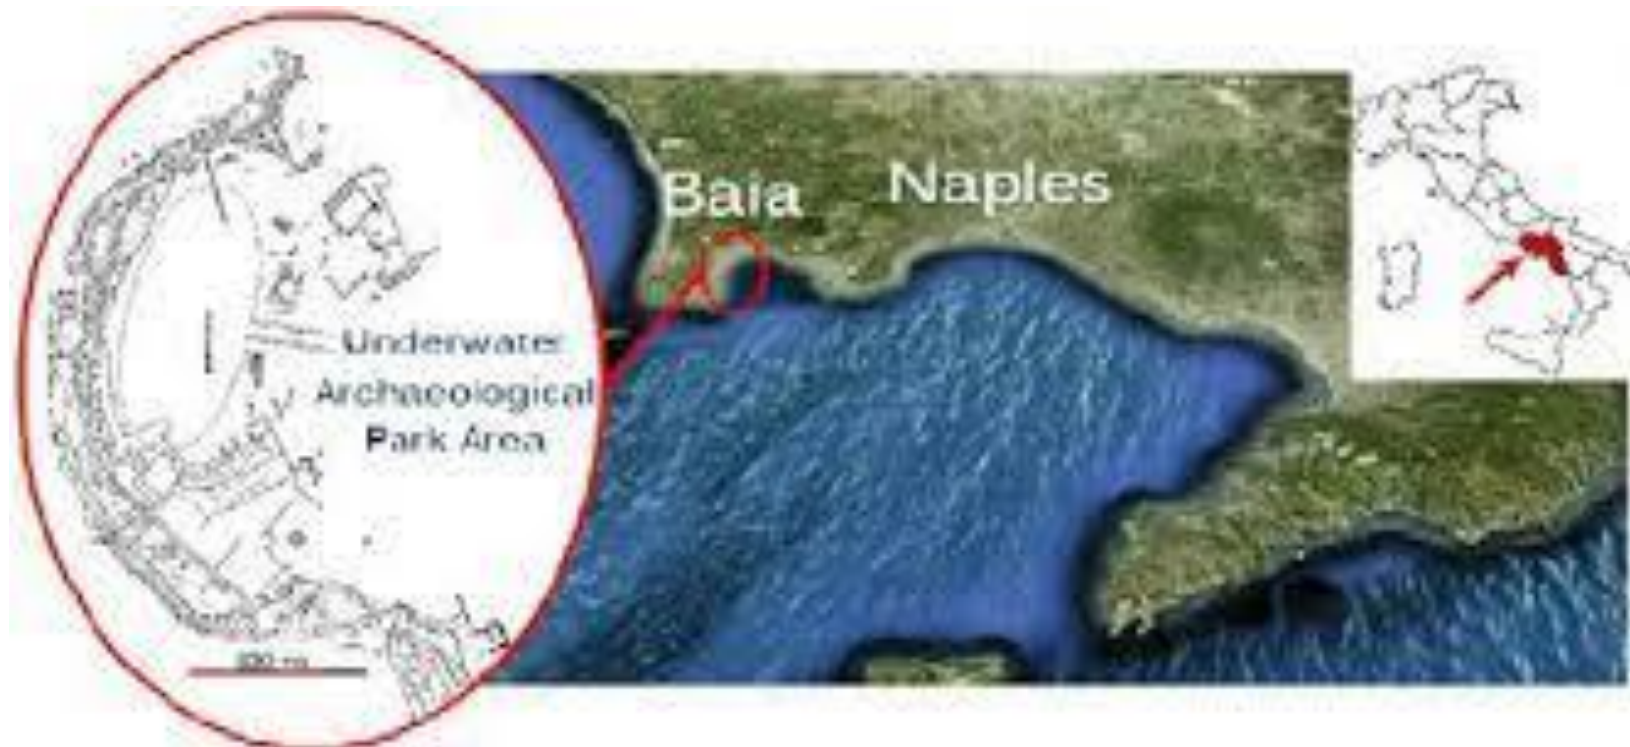 Baia
Naples
Underwater
Archaeological
Park Area